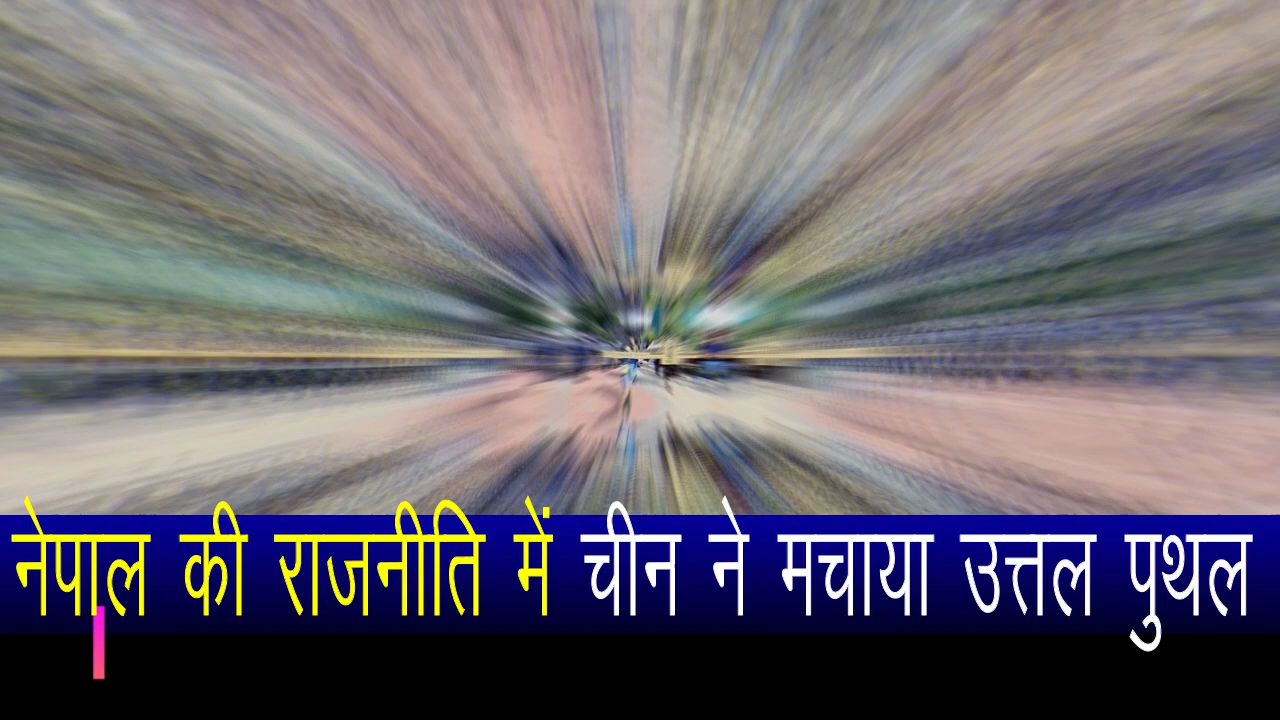 नेपाल की राजनीति में चीन ने मचाया उत्तल पुथल